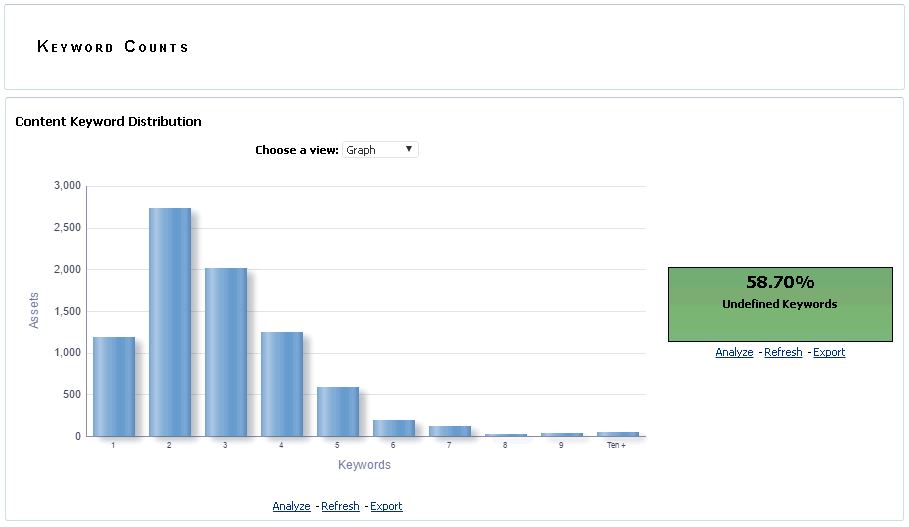 Keyword Counts
Content Keyword Distribution
Choose a view: Graph
3,000
2,500
2,000
1,500
1,000
500
0
Assets
1 2 3 4 5 6 7 8 9 Ten +
Keywords
Analyze - Refresh - Export
58.70%
Undefined Keywords
Analyze - Refresh - Export